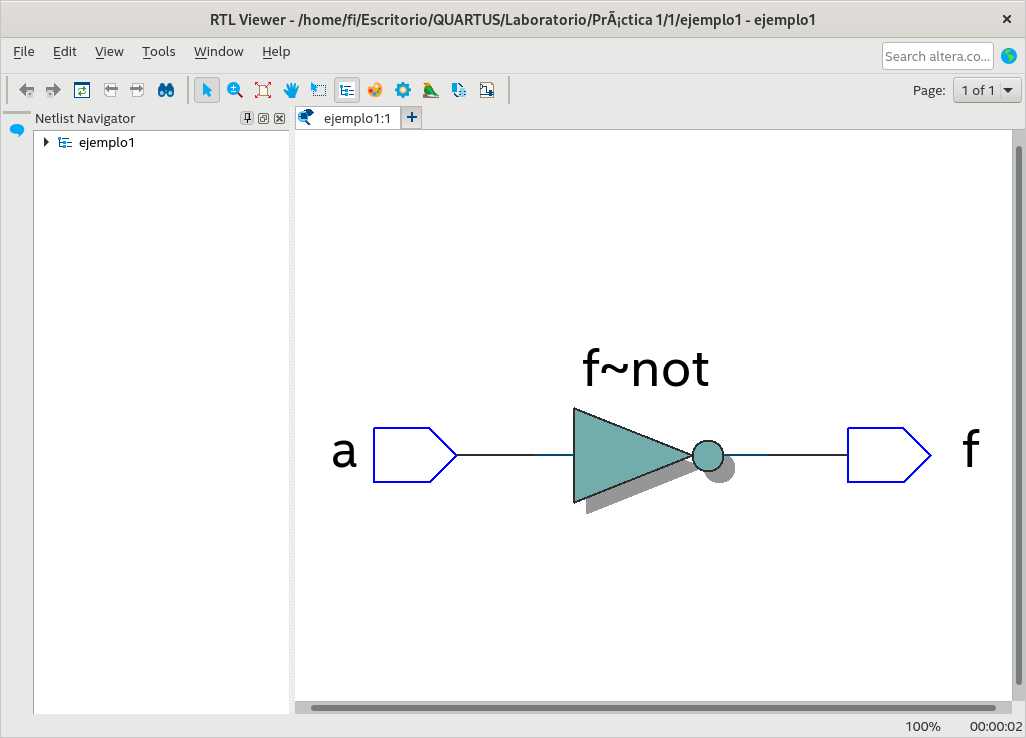 RTL Viewer - /home/fi/Escritorio/QUARTUS/Laboratorio/PrÃ¡ctica 1/1/ejemplo1 - ejemplo1
File Edit View Tools Window Help
Search altera.co...
Page: 1 of 1
Netlist Navigator
ejemplo1:1
ejemplo1
f~not
a
f
100% 00:00:02